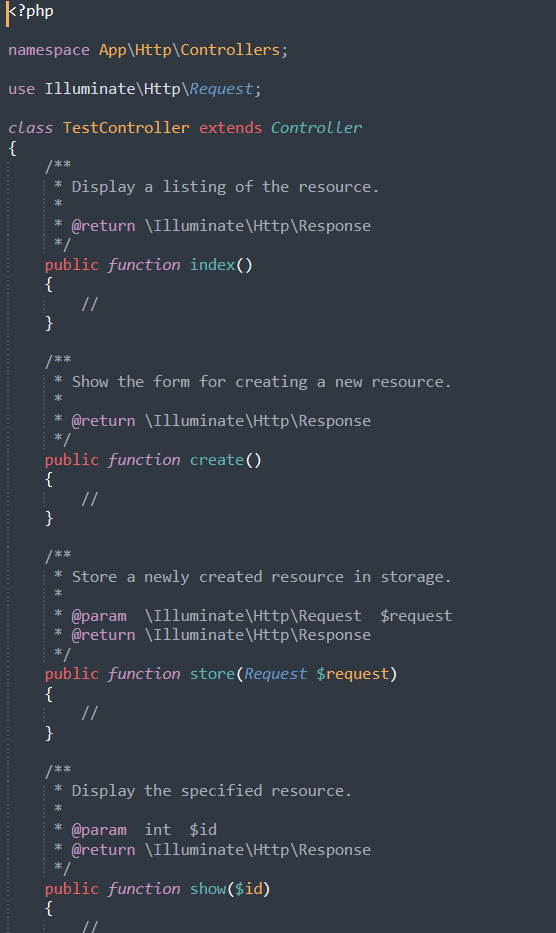 <?php

namespace App\Http\Controllers;

use Illuminate\Http\Request;

class TestController extends Controller
{
    /**
     * Display a listing of the resource.
     *
     * @return \Illuminate\Http\Response
     */
    public function index()
    {
        //
    }

    /**
     * Show the form for creating a new resource.
     *
     * @return \Illuminate\Http\Response
     */
    public function create()
    {
        //
    }

    /**
     * Store a newly created resource in storage.
     *
     * @param  \Illuminate\Http\Request  $request
     * @return \Illuminate\Http\Response
     */
    public function store(Request $request)
    {
        //
    }

    /**
     * Display the specified resource.
     *
     * @param  int  $id
     * @return \Illuminate\Http\Response
     */
    public function show($id)
    {
        //